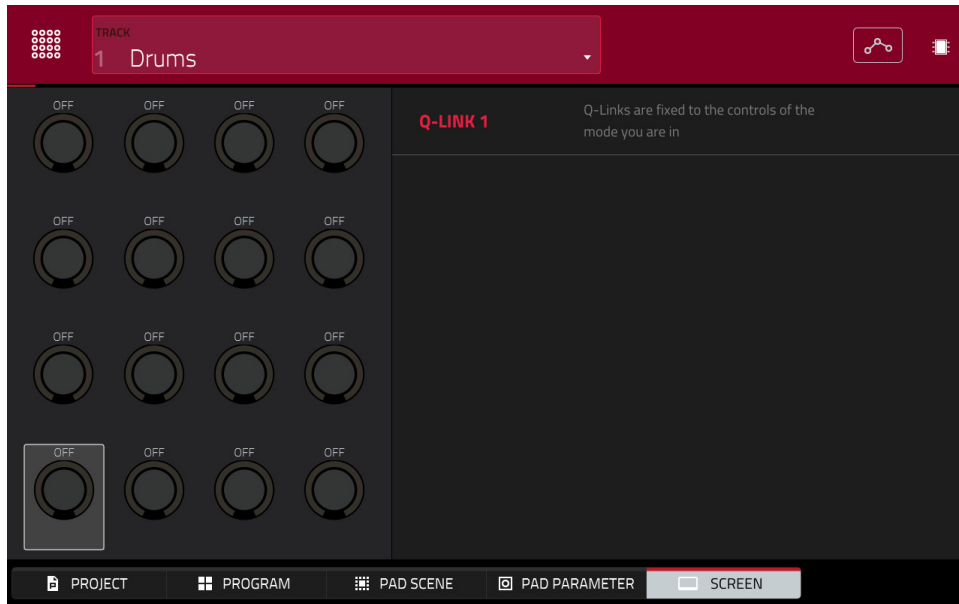 TRACK
1 Drums
OFF OFF OFF OFF
Q-LINK 1
Q-Links are fixed to the controls of the
mode you are in
OFF OFF OFF OFF
OFF OFF OFF OFF
OFF OFF OFF OFF
PROJECT PROGRAM PAD SCENE PAD PARAMETER SCREEN